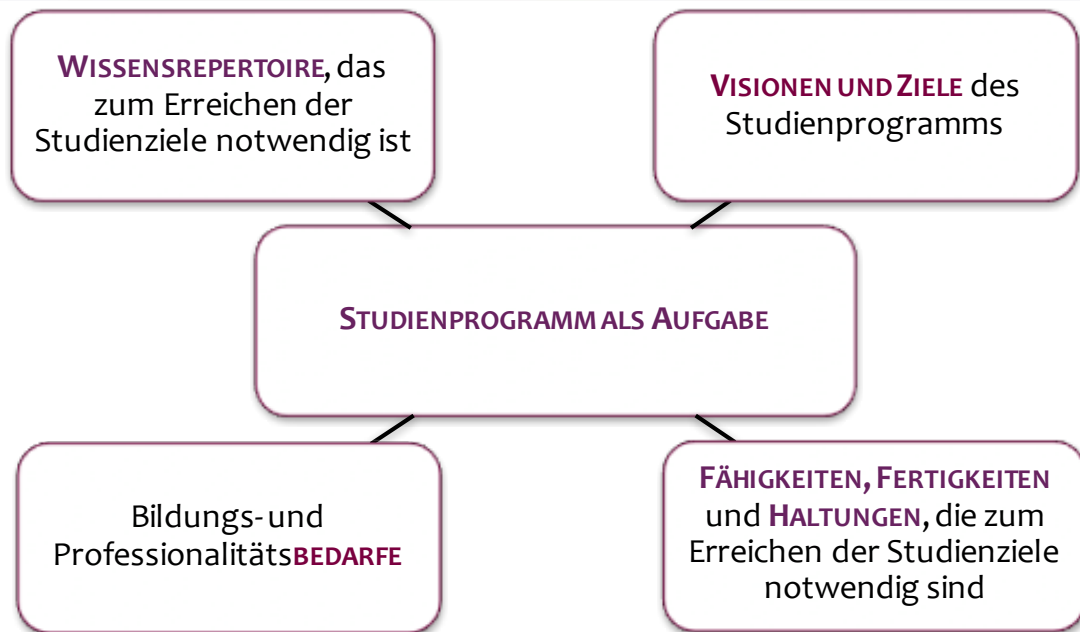 WISSENSREPERTOIRE, das
zum Erreichen der
Studienziele notwendig ist
VISIONEN UND ZIELE des
Studienprogramms
STUDIENPROGRAMM ALS AUFGABE
Bildungs- und
ProfessionalitätsBEDARFE
FÄHIGKEITEN, FERTIGKEITEN
und HALTUNGEN, die zum
Erreichen der Studienziele
notwendig sind